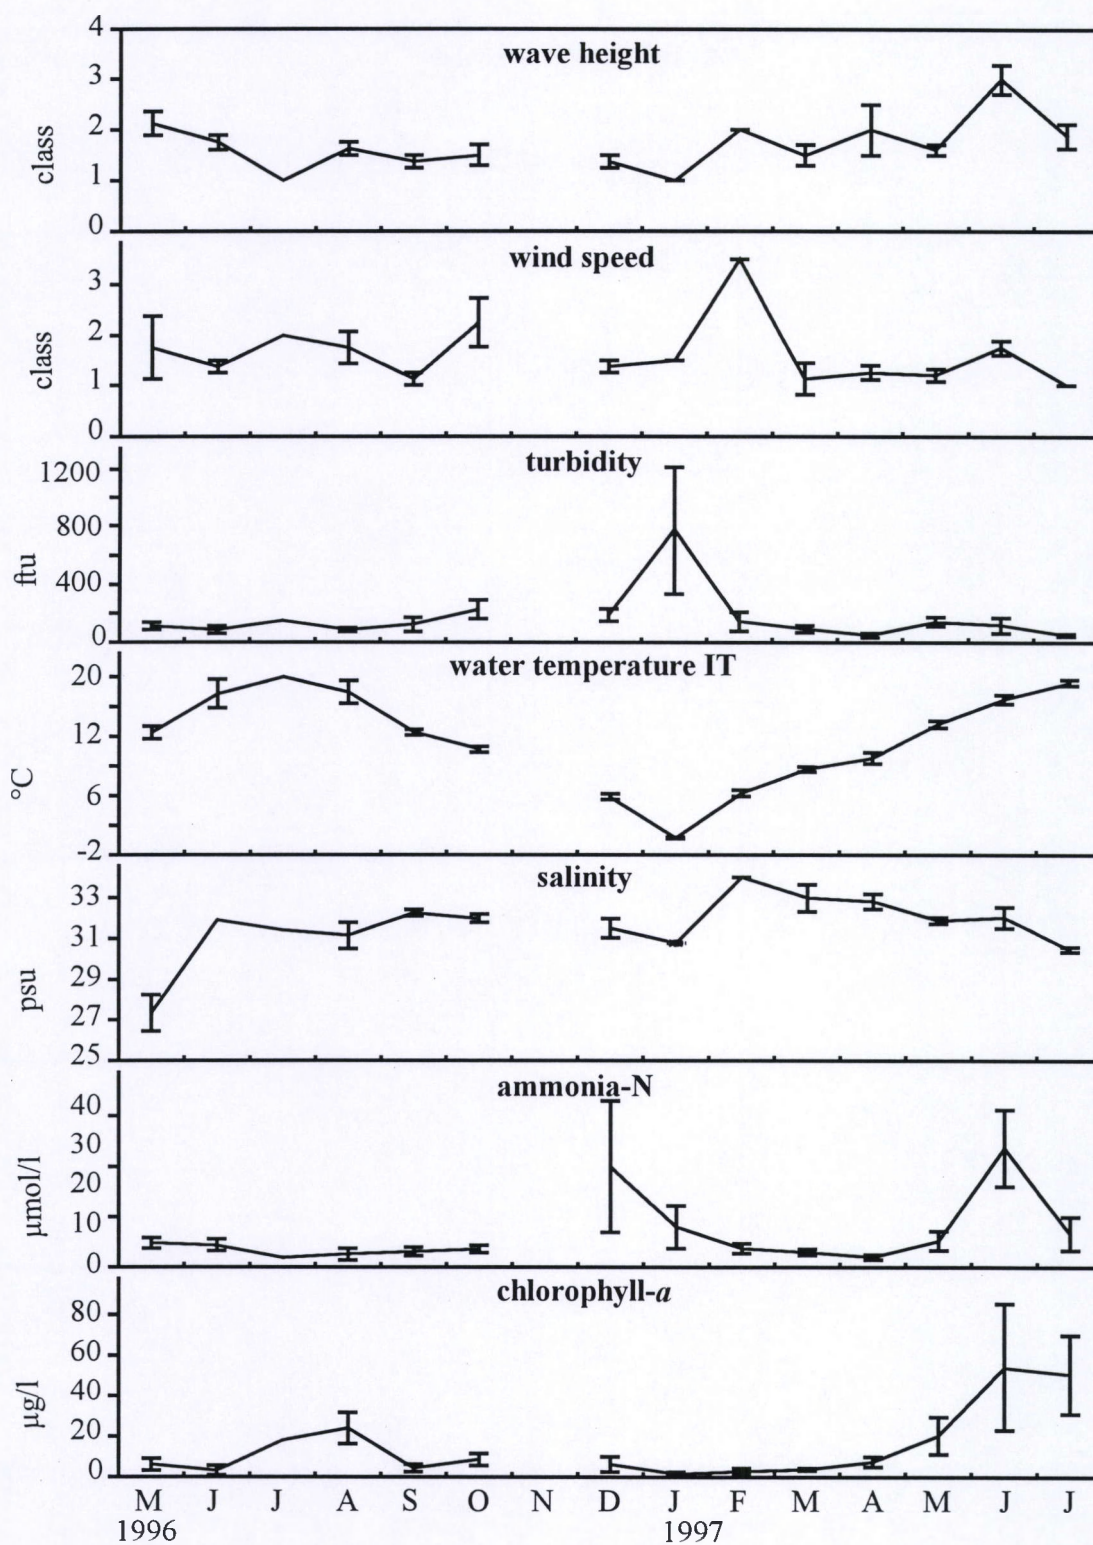 wave height
4
3
2
1
0
class
wind speed
3
2
1
0
class
turbidity
1200
800
400
0
ftu
water temperature IT
20
12
6
-2
°C
salinity
33
31
29
27
25
psu
ammonia-N
40
30
20
10
0
µmol/l
chlorophyll-a
80
60
40
20
0
µg/l
M J J A S O N D J F M A M J J
1996 1997